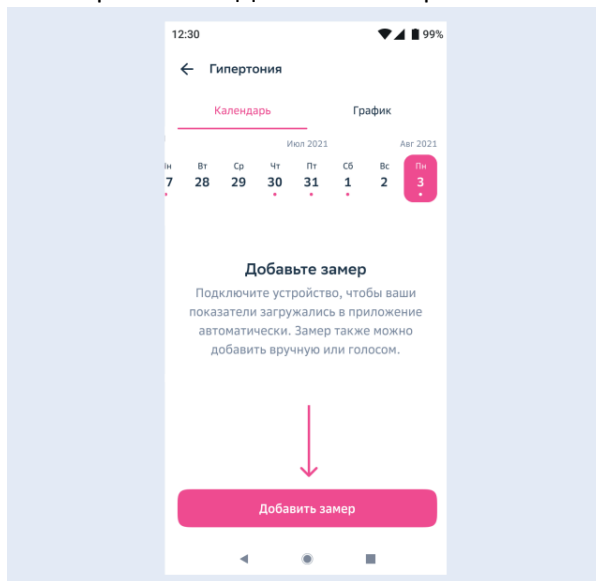 12:30 99%
Гипертония
Календарь График
Июл 2021 Авг 2021
Вт Ср Чт Пт Сб Вс Пн
7 28 29 30 31 1 2 3
Добавьте замер
Подключите устройство, чтобы ваши
показатели загружались в приложение
автоматически. Замер также можно
добавить вручную или голосом.
Добавить замер